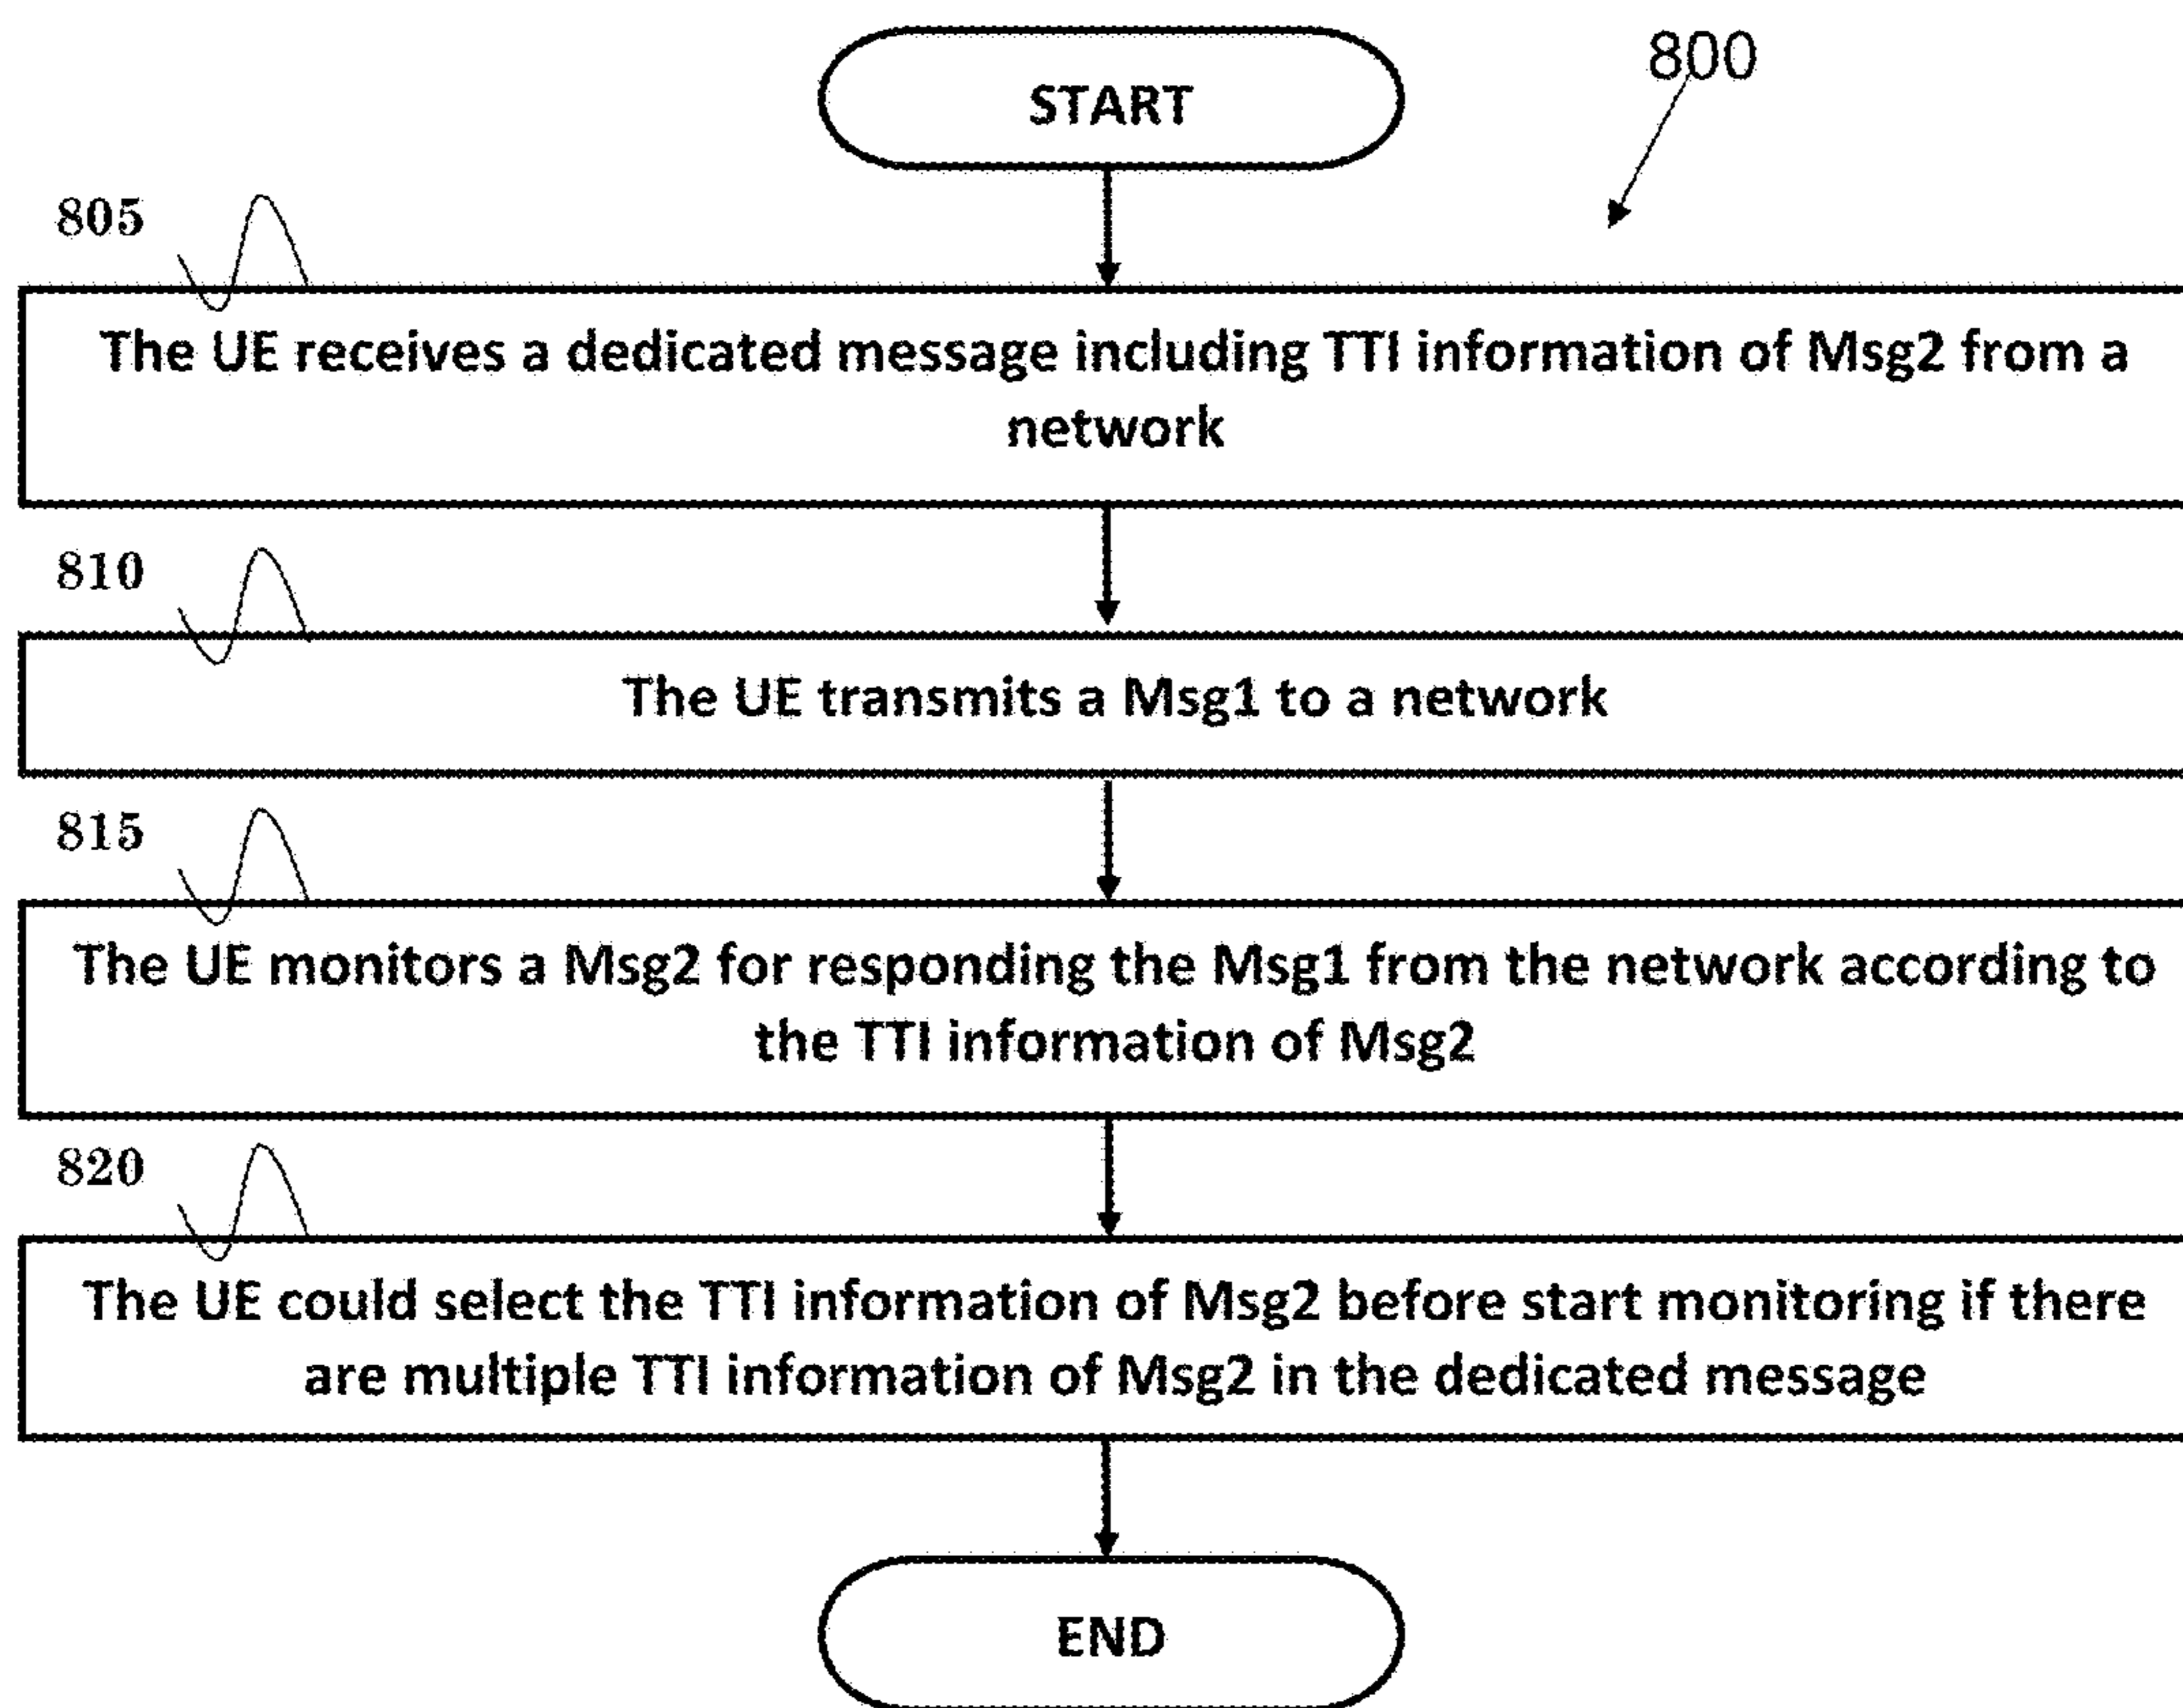 START
800
805
The UE receives a dedicated message including TTI information of Msg2 from a
network
810
The UE transmits a Msg1 to a network
815
The UE monitors a Msg2 for responding the Msg1 from the network according to
the TTI information of Msg2
820
The UE could select the TTI information of Msg2 before start monitoring if there
are multiple TTI information of Msg2 in the dedicated message
END